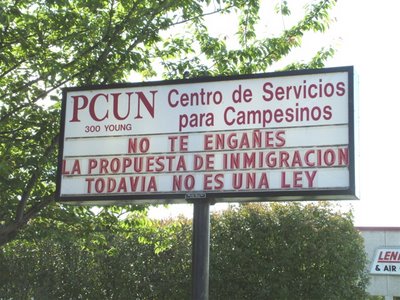 PCUN
300 YOUNG
Centro de Servicios
para Campesinos
NO TE ENGAÑES
LA PROPUESTA DE INMIGRACION
TODAVIA NO ES UNA LEY
& AIR